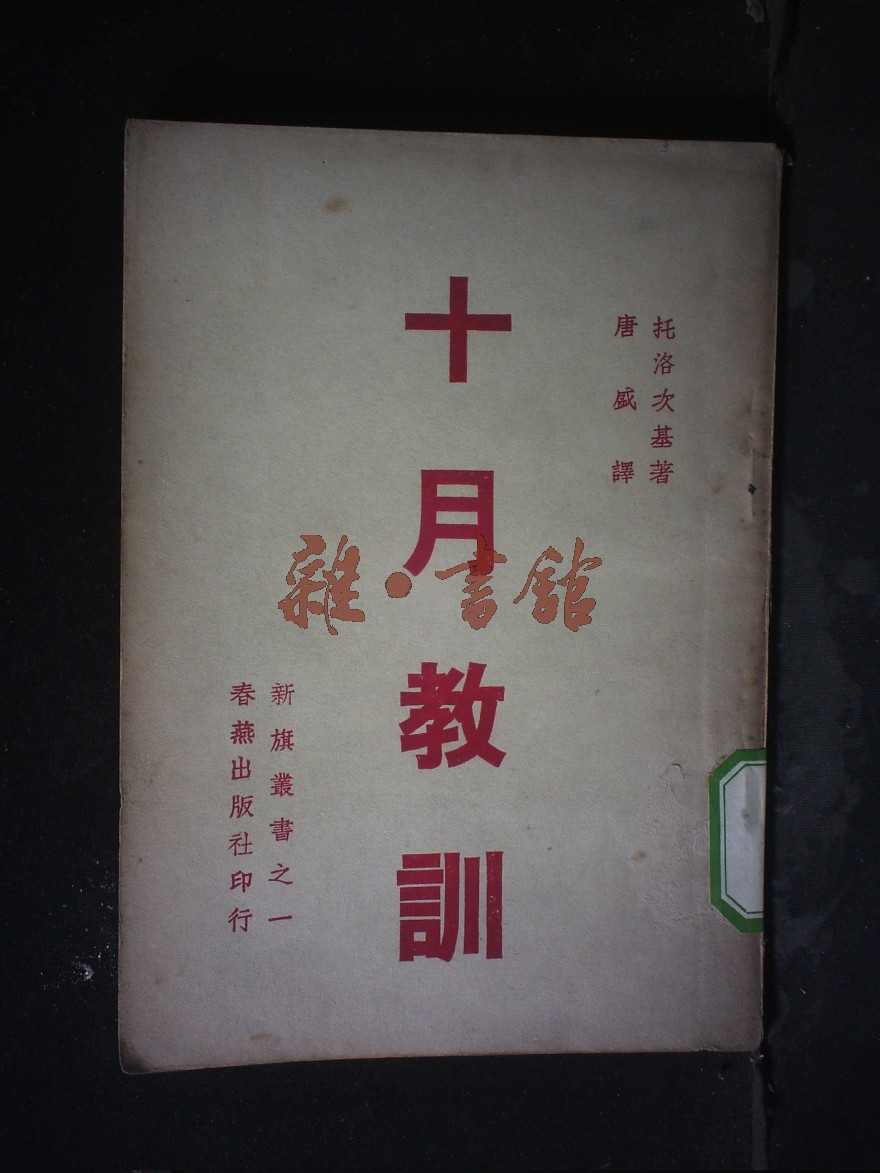 托洛次基著
唐盛譯
十月教訓
新旗叢書之一
春燕出版社印行
雜·書館